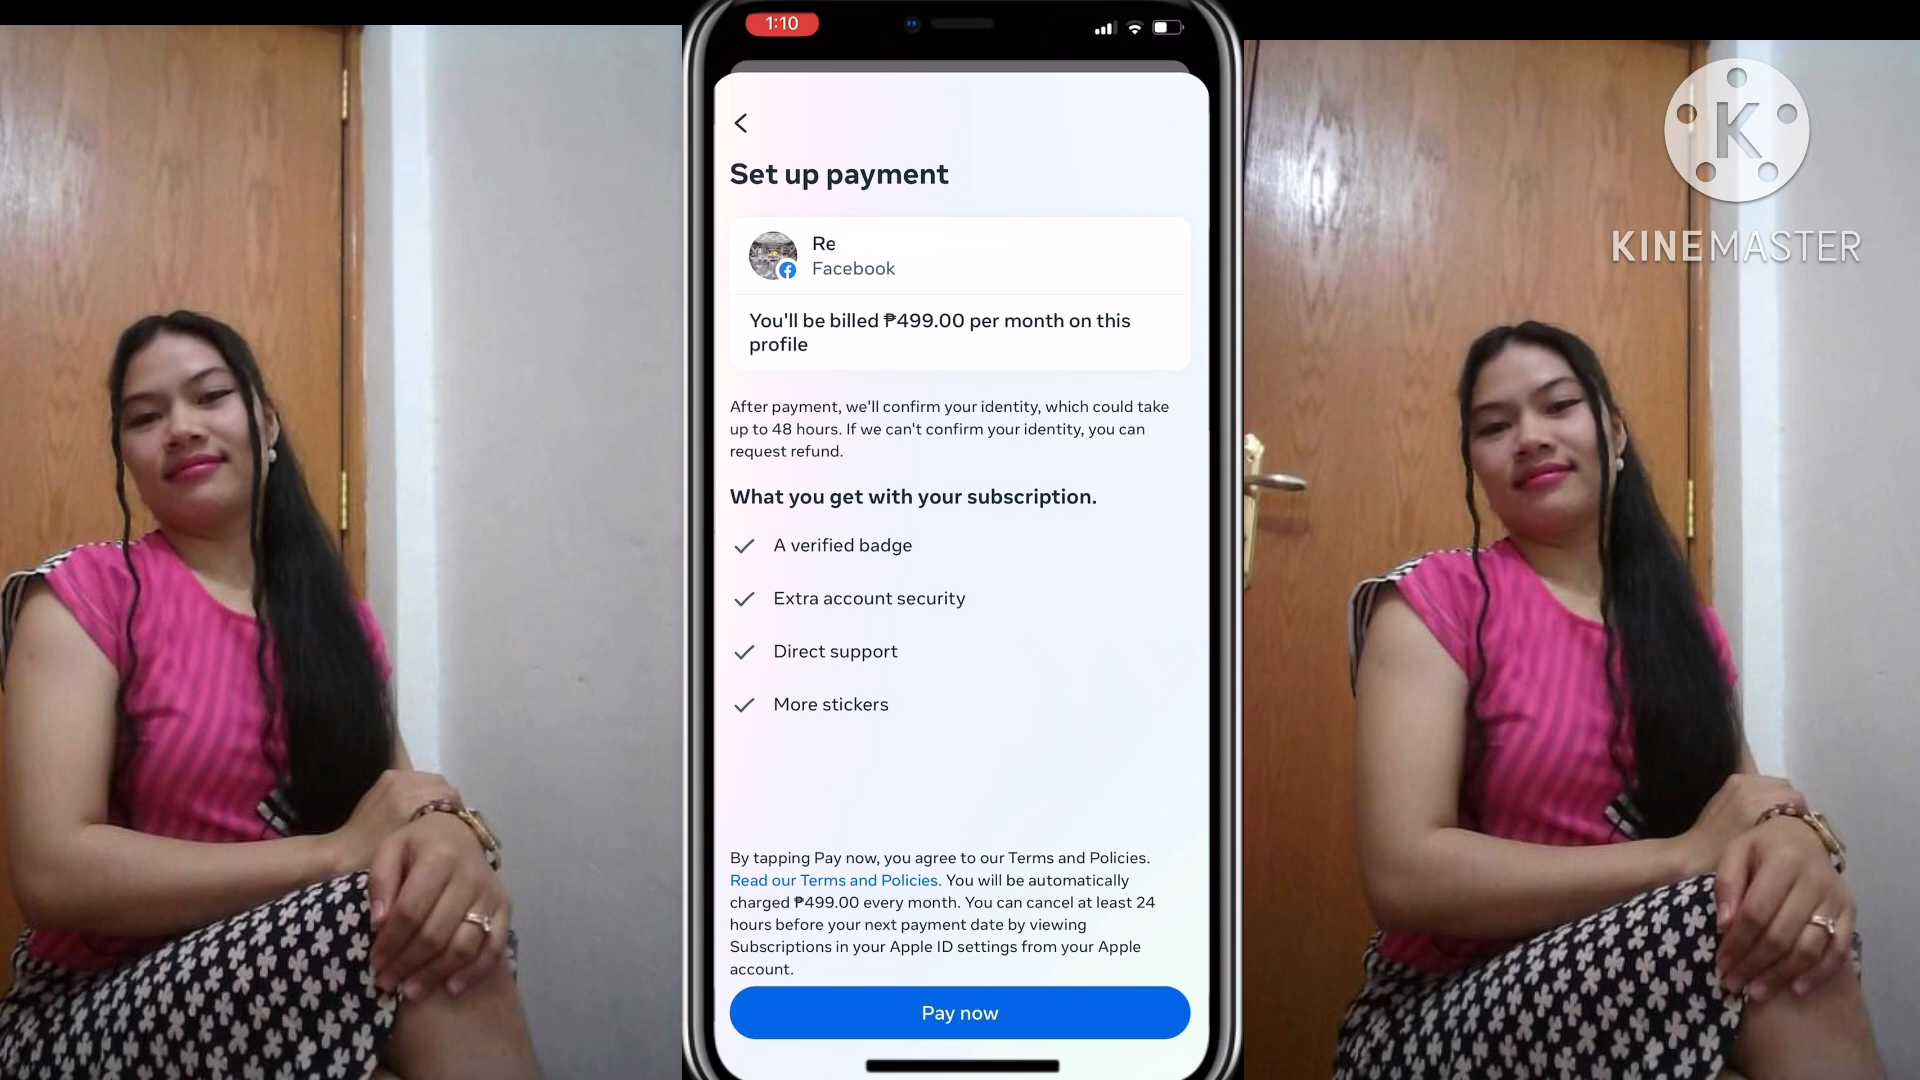 1:10
Set up payment
Re
Facebook
You'll be billed ₱499.00 per month on this
profile
After payment, we'll confirm your identity, which could take
up to 48 hours. If we can't confirm your identity, you can
request refund.
What you get with your subscription.
A verified badge
Extra account security
Direct support
More stickers
By tapping Pay now, you agree to our Terms and Policies.
Read our Terms and Policies. You will be automatically
charged ₱499.00 every month. You can cancel at least 24
hours before your next payment date by viewing
Subscriptions in your Apple ID settings from your Apple
account.
Pay now
K
KINEMASTER